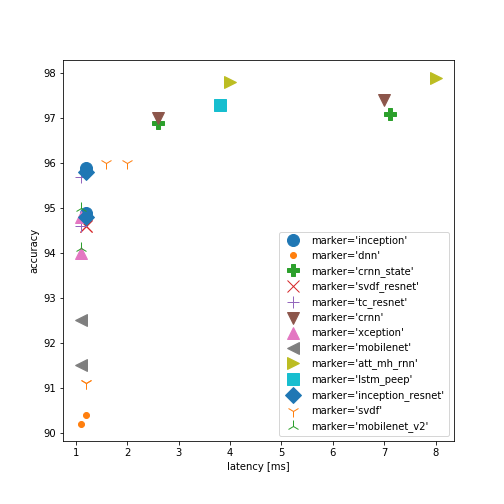 98
97
96
95
94
93
92
91
90
accuracy
marker='inception'
marker='dnn'
marker='crnn_state'
marker='svdf_resnet'
marker='tc_resnet'
marker='crnn'
marker='xception'
marker='mobilenet'
marker='att_mh_rnn'
marker='lstm_peep'
marker='inception_resnet'
marker='svdf'
marker='mobilenet_v2'
1 2 3 4 5 6 7 8
latency [ms]